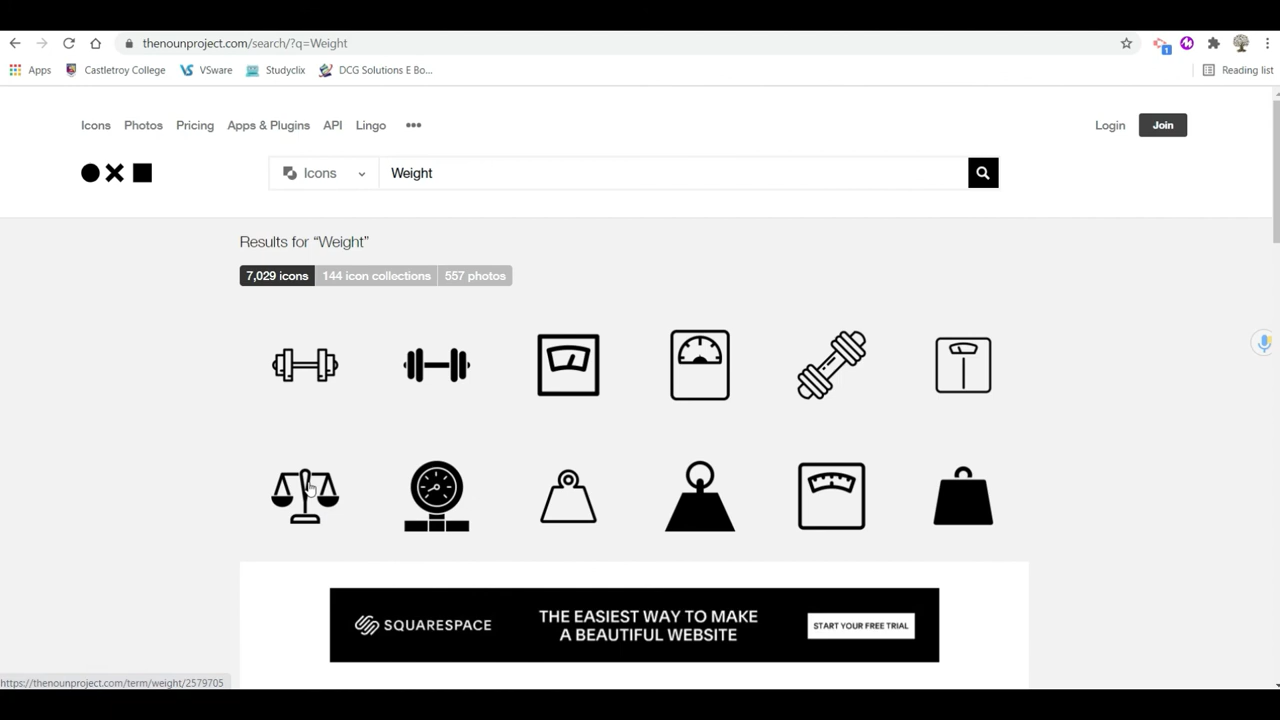 thenounproject.com/search/?q=Weight
Apps Castletroy College VSware Studyclix DCG Solutions E Bo... Reading list
Icons Photos Pricing Apps & Plugins API Lingo ••• Login Join
Icons Weight
Results for “Weight”
7,029 icons 144 icon collections 557 photos
SQUARESPACE
THE EASIEST WAY TO MAKE
A BEAUTIFUL WEBSITE
START YOUR FREE TRIAL
https://thenounproject.com/term/weight/2579705